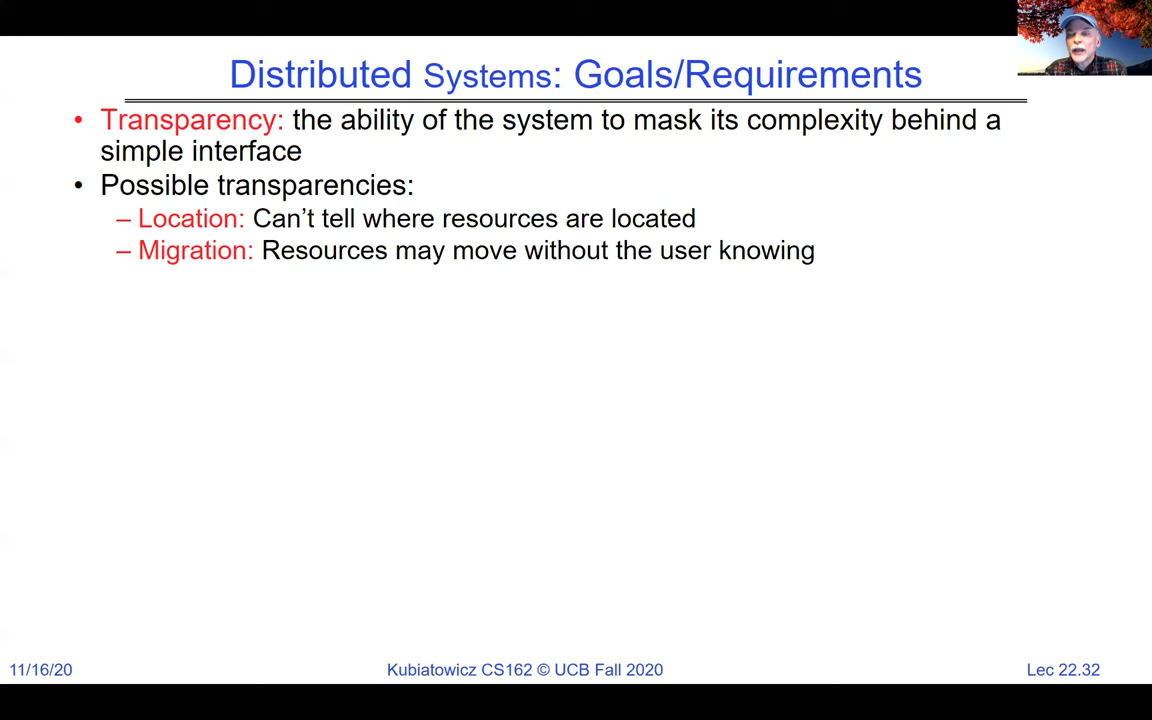 Distributed Systems: Goals/Requirements
• Transparency: the ability of the system to mask its complexity behind a
simple interface
• Possible transparencies:
– Location: Can't tell where resources are located
– Migration: Resources may move without the user knowing
11/16/20
Kubiatowicz CS162 © UCB Fall 2020
Lec 22.32